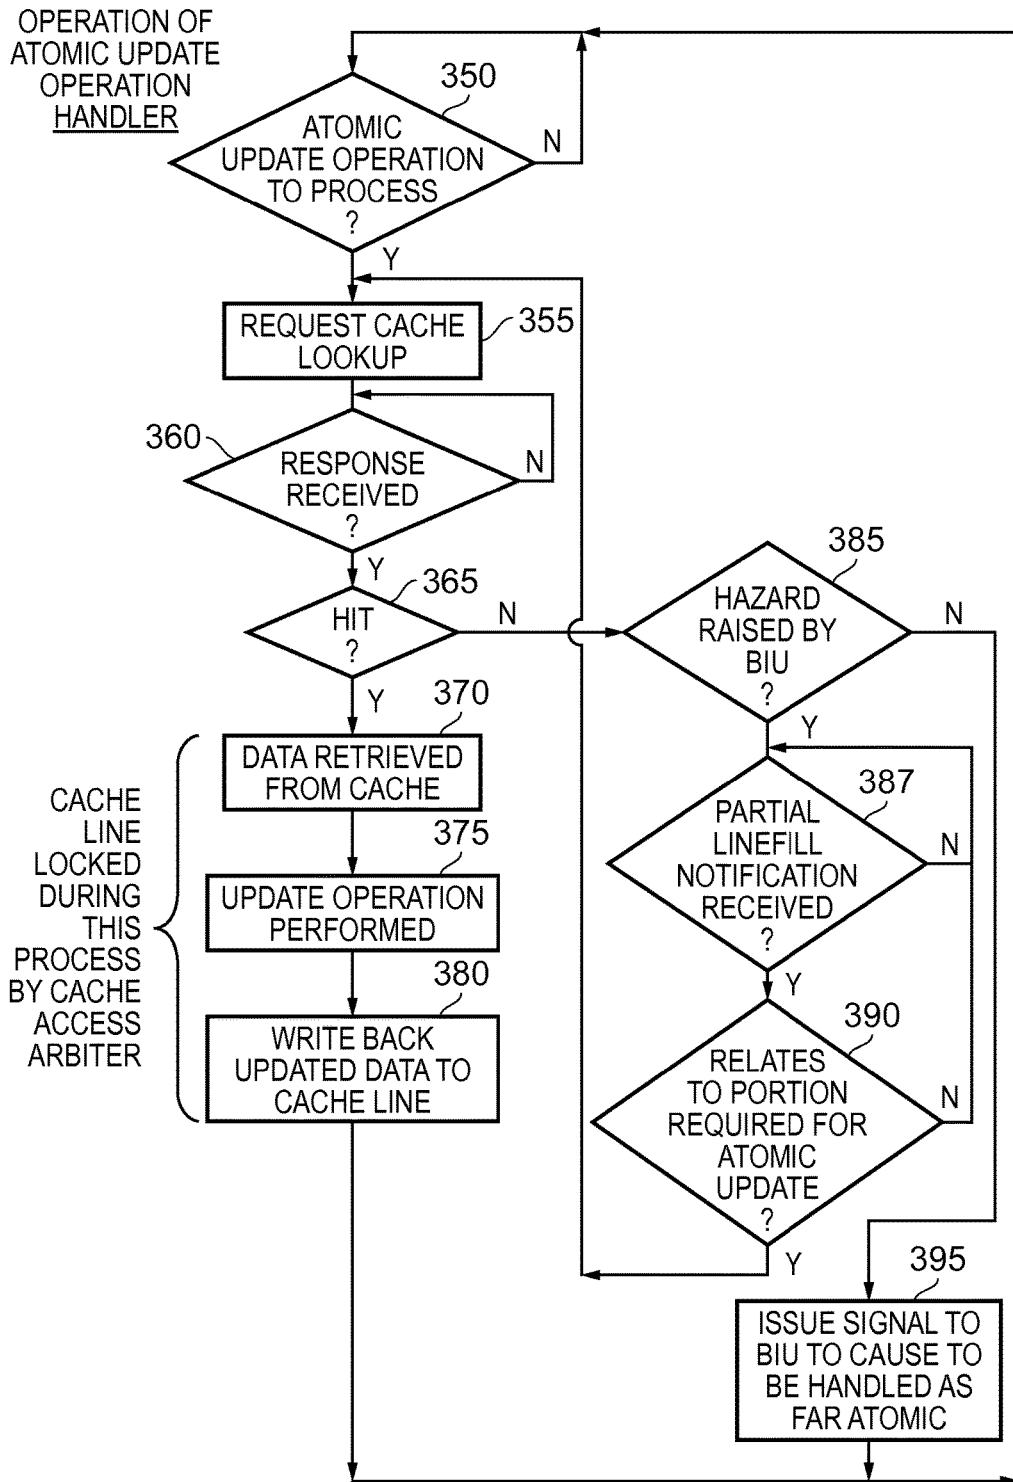 OPERATION OF
ATOMIC UPDATE
OPERATION
HANDLER
350
ATOMIC
UPDATE OPERATION
TO PROCESS
?
N
Y
REQUEST CACHE
LOOKUP
355
360
RESPONSE
RECEIVED
?
N
Y
365
HIT
?
N
Y
385
HAZARD
RAISED BY
BIU
?
N
Y
370
DATA RETRIEVED
FROM CACHE
375
UPDATE OPERATION
PERFORMED
380
WRITE BACK
UPDATED DATA TO
CACHE LINE
CACHE
LINE
LOCKED
DURING
THIS
PROCESS
BY CACHE
ACCESS
ARBITER
387
PARTIAL
LINEFILL
NOTIFICATION
RECEIVED
?
N
Y
390
RELATES
TO PORTION
REQUIRED FOR
ATOMIC
UPDATE
?
N
Y
395
ISSUE SIGNAL TO
BIU TO CAUSE TO
BE HANDLED AS
FAR ATOMIC